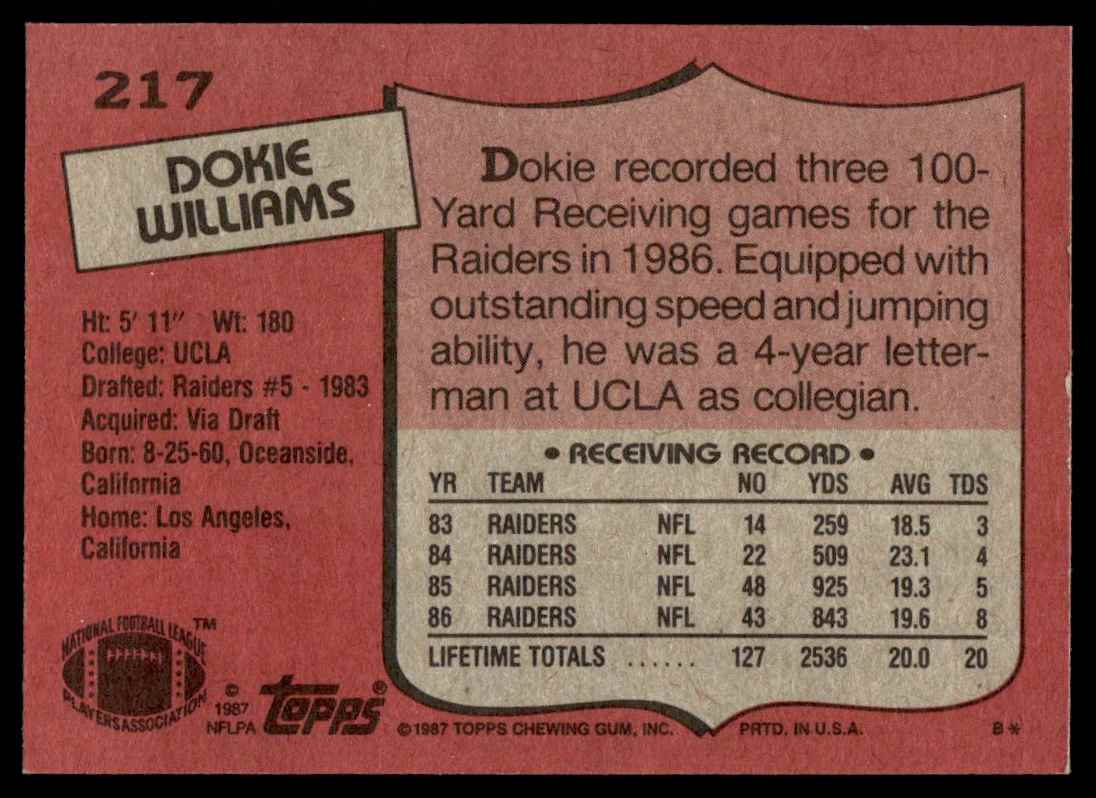 217
DOKIE
WILLIAMS
Ht: 5' 11" Wt: 180
College: UCLA
Drafted: Raiders #5 - 1983
Acquired: Via Draft
Born: 8-25-60, Oceanside,
California
Home: Los Angeles,
California
Dokie recorded three 100-
Yard Receiving games for the
Raiders in 1986. Equipped with
outstanding speed and jumping
ability, he was a 4-year letter-
man at UCLA as collegian.
• RECEIVING RECORD •
YR TEAM NO YDS AVG TDS
83 RAIDERS NFL 14 259 18.5 3
84 RAIDERS NFL 22 509 23.1 4
85 RAIDERS NFL 48 925 19.3 5
86 RAIDERS NFL 43 843 19.6 8
LIFETIME TOTALS ...... 127 2536 20.0 20
NATIONAL FOOTBALL LEAGUE TM
PLAYERS ASSOCIATION
© 1987
NFLPA
Topps®
©1987 TOPPS CHEWING GUM, INC. PRTD. IN U.S.A. B*